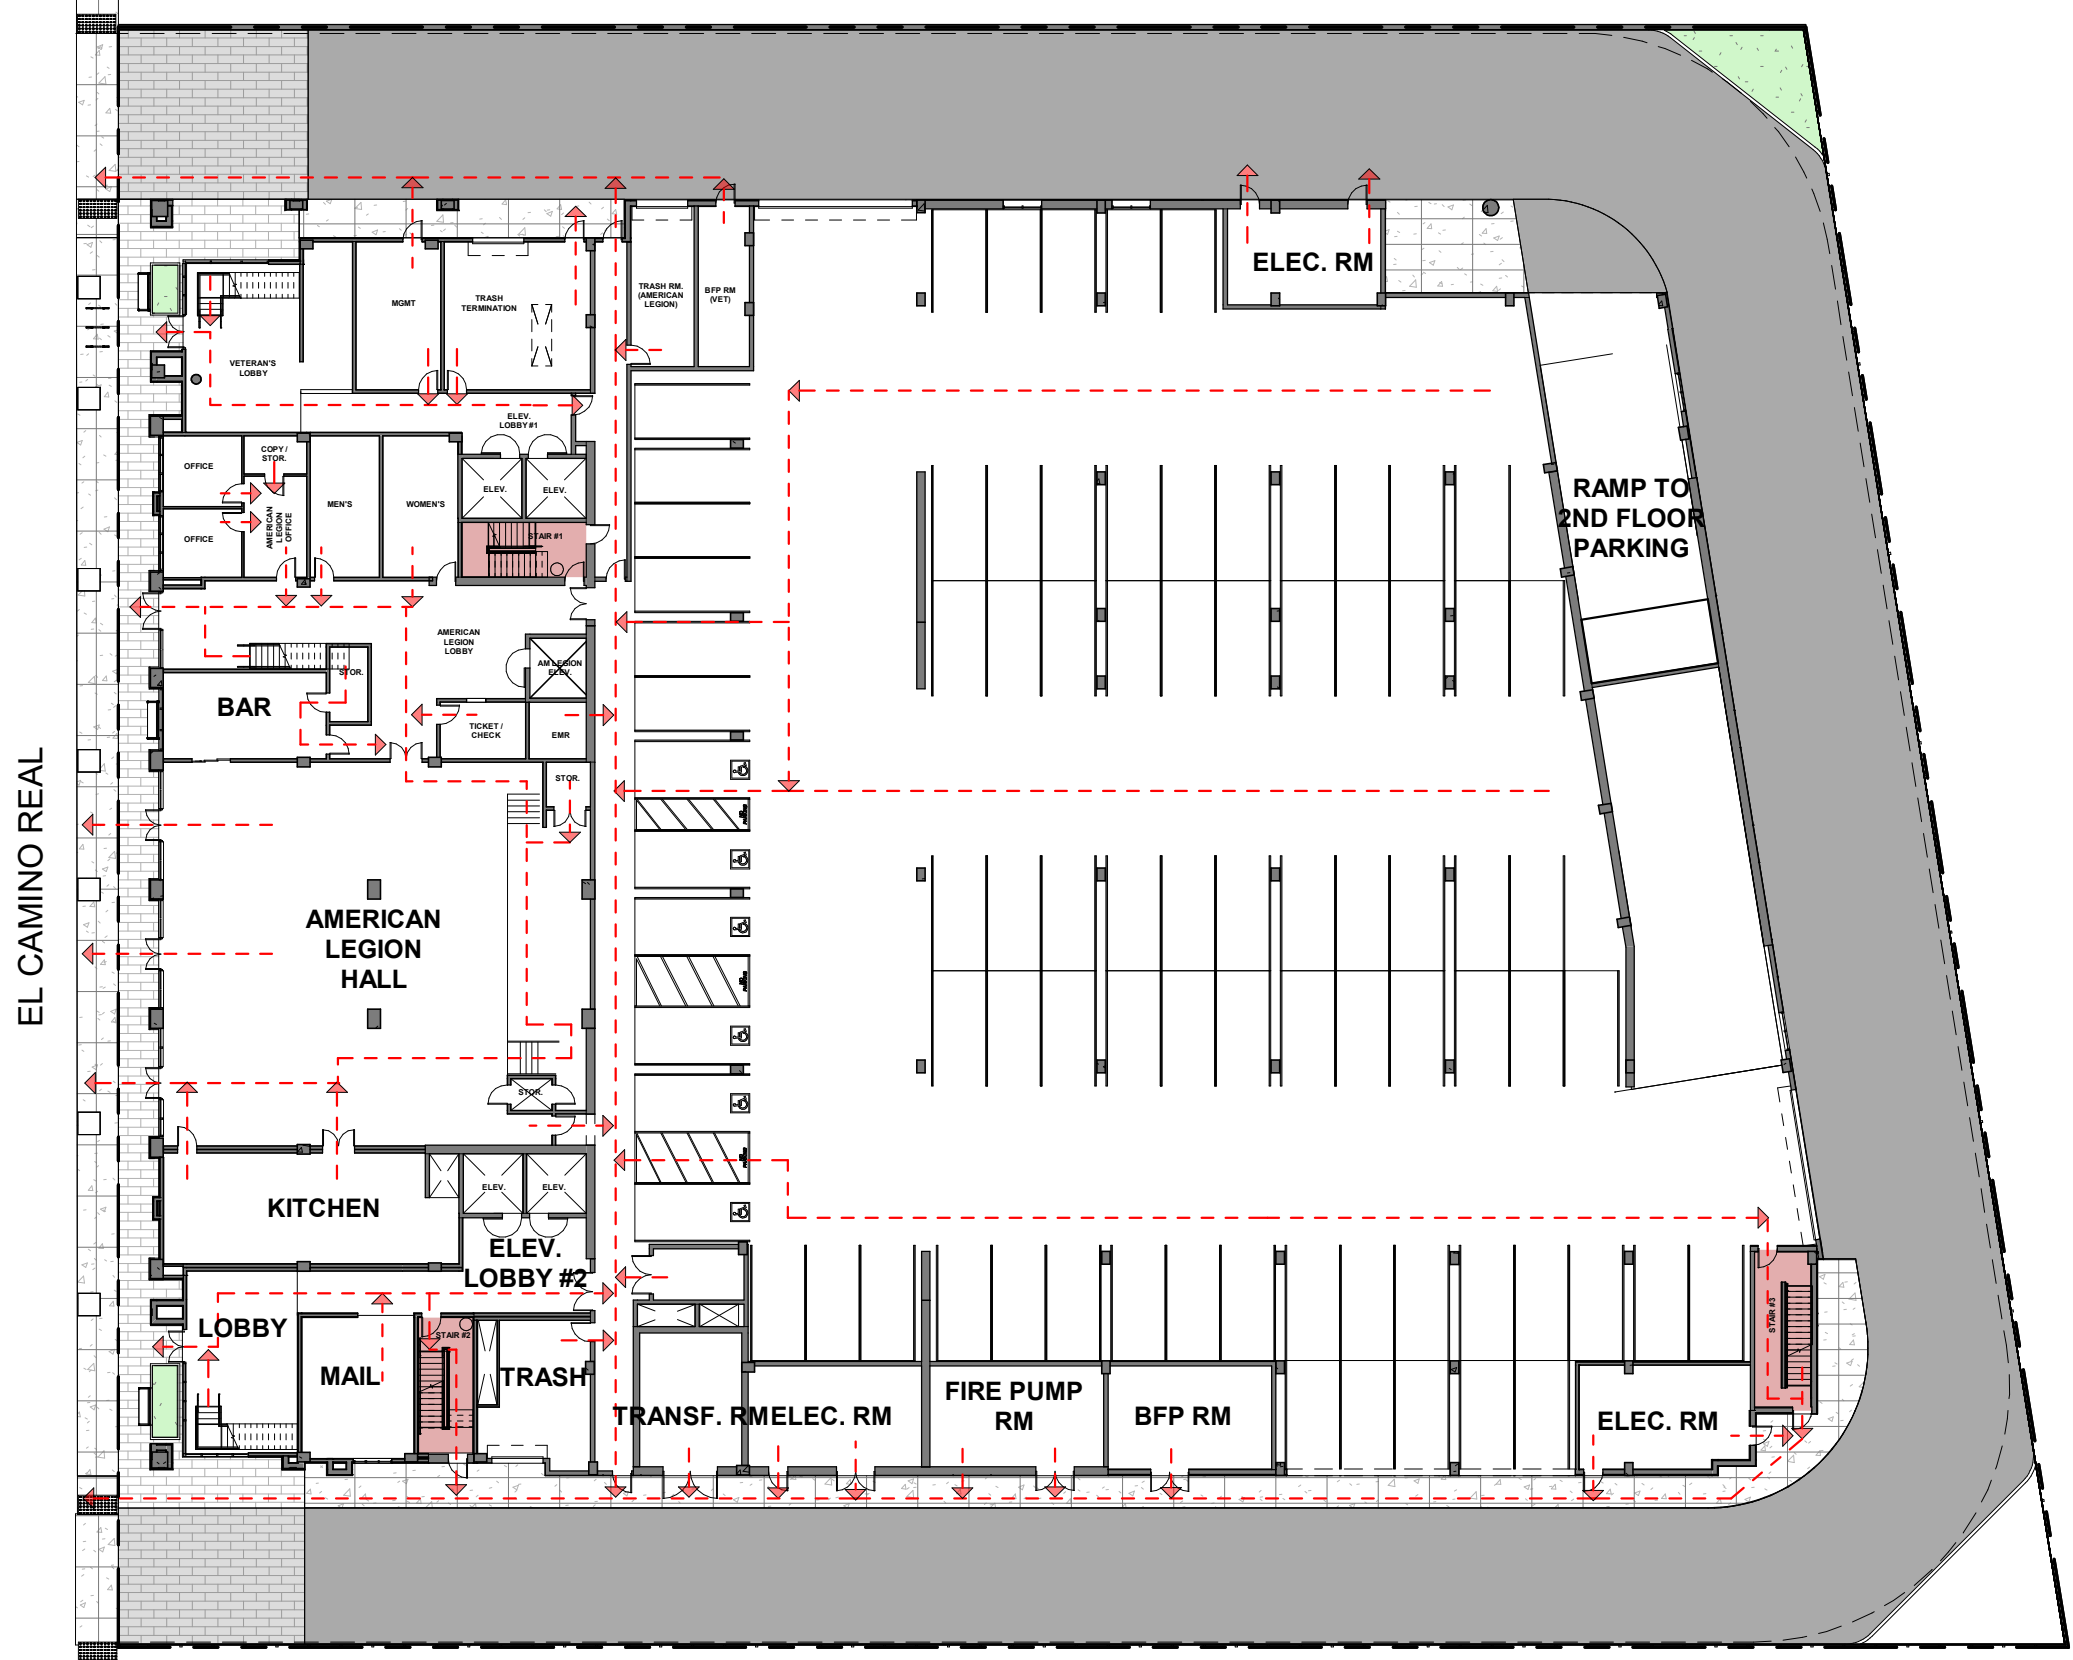 EL CAMINO REAL
ELEC. RM
MGMT
TRASH
TERMINATION
TRASH RM.
(AMERICAN
LEGION)
BFP RM
(VET)
VETERAN'S
LOBBY
ELEV.
LOBBY #1
OFFICE
COPY /
STOR.
MEN'S
WOMEN'S
ELEV.
ELEV.
OFFICE
AMERICAN
LEGION
OFFICE
STAIR #1
RAMP TO
2ND FLOOR
PARKING
AMERICAN
LEGION
LOBBY
AM LEGION
ELEV.
STOR.
BAR
TICKET /
CHECK
EMR
STOR.
AMERICAN
LEGION
HALL
STOR.
KITCHEN
ELEV.
ELEV.
ELEV.
LOBBY #2
LOBBY
MAIL
STAIR #2
TRASH
TRANSF. RM
ELEC. RM
FIRE PUMP
RM
BFP RM
ELEC. RM
STAIR #3